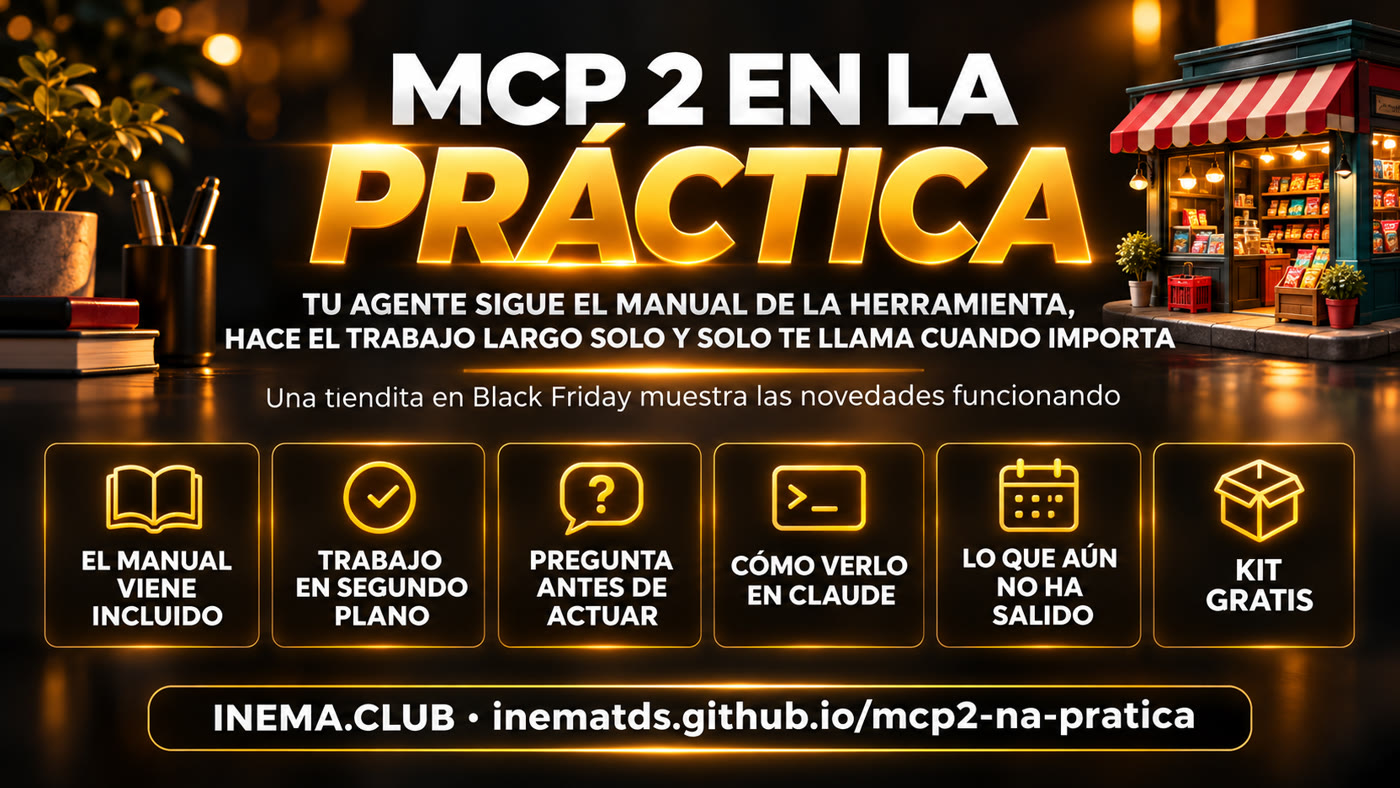 MCP 2 EN LA
PRÁCTICA
TU AGENTE SIGUE EL MANUAL DE LA HERRAMIENTA,
HACE EL TRABAJO LARGO SOLO Y SOLO TE LLAMA CUANDO IMPORTA
Una tiendita en Black Friday muestra las novedades funcionando
EL MANUAL
VIENE
INCLUIDO
TRABAJO
EN SEGUNDO
PLANO
PREGUNTA
ANTES DE
ACTUAR
CÓMO VERLO
EN CLAUDE
LO QUE AÚN
NO HA
SALIDO
KIT
GRATIS
INEMA.CLUB • inematds.github.io/mcp2-na-pratica